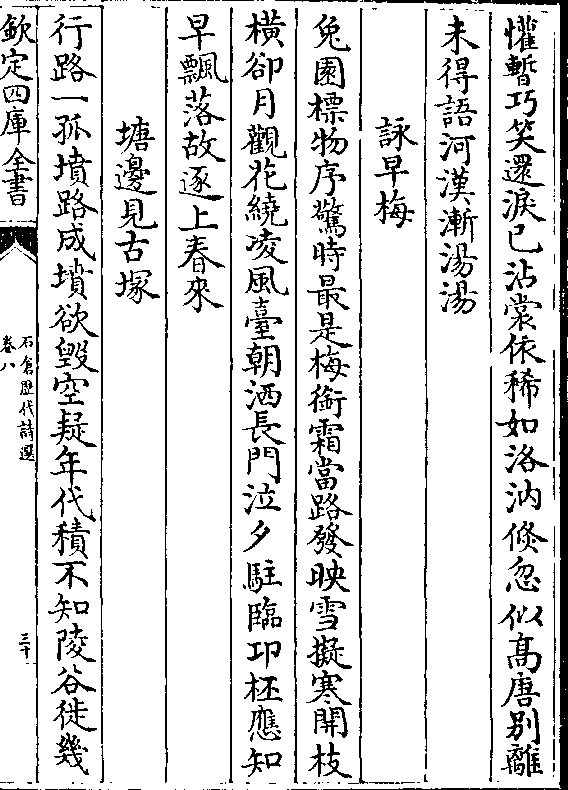 懽暫巧笑還淚已沾裳依稀如洛汭倐忽似髙唐别離
未得語河漢漸湯湯
詠早梅
兔園標物序驚時最是梅銜霜當路發映雪擬寒開枝
横卻月觀花繞凌風臺朝洒長門泣夕駐臨卭杯應知
早飄落故逐上春來
塘邊見古塚
行路一孤墳路成墳欲毁空疑年代積不知陵谷徙幾
欽定四庫全書
石倉歴代詩選
卷八
三十